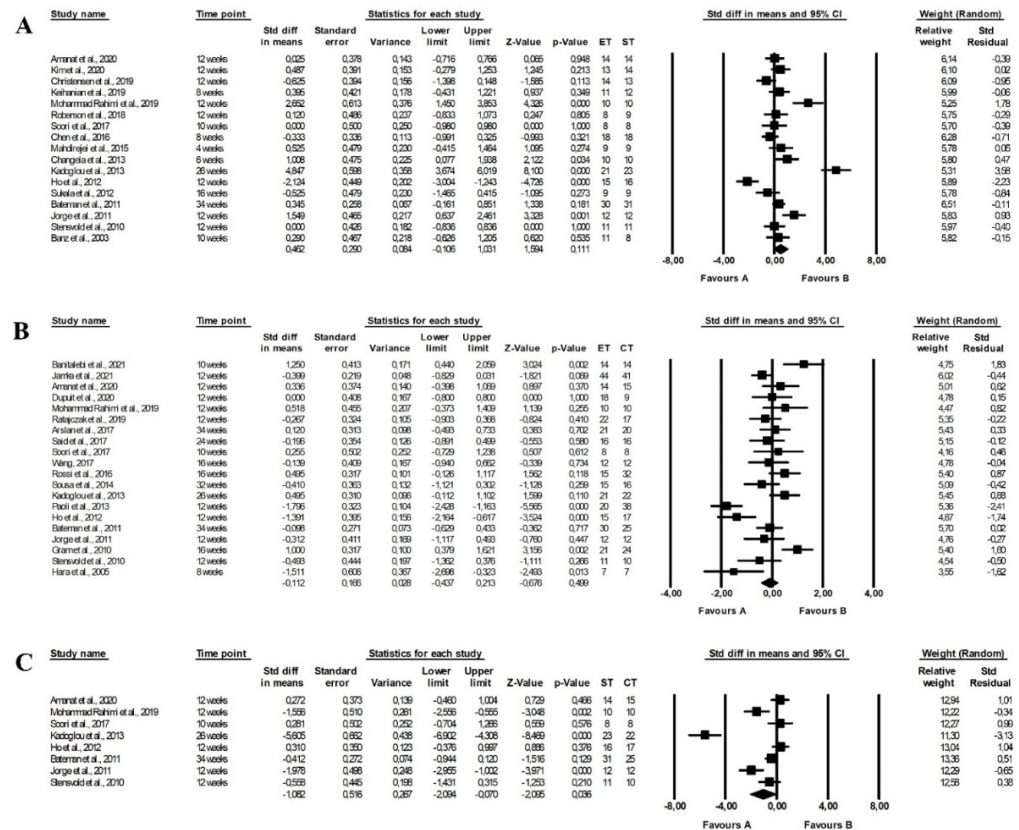 A
Study name Time point Statistics for each study Std diff in means and 95% CI Weight (Random)
Std diff in means Standard error Variance Lower limit Upper limit Z-Value p-Value ET ST Relative weight Std Residual
Amanat et al., 2020 12 weeks 0,025 0,378 0,143 -0,716 0,766 0,065 0,948 14 14 6,14 -0,39
Kim et al., 2020 12 weeks 0,487 0,391 0,153 -0,279 1,253 1,245 0,213 13 14 6,10 0,02
Christensen et al., 2019 12 weeks -0,625 0,394 0,156 -1,398 0,148 -1,585 0,113 14 13 6,09 -0,95
Keihanian et al., 2019 8 weeks 0,395 0,421 0,178 -0,431 1,221 0,937 0,349 11 12 5,99 -0,06
Mohammad Rahimi et al., 2019 12 weeks 2,652 0,613 0,376 1,450 3,853 4,326 0,000 10 10 5,25 1,78
Roberson et al., 2018 12 weeks 0,120 0,486 0,237 -0,833 1,073 0,247 0,805 8 9 5,75 -0,29
Soori et al., 2017 10 weeks 0,000 0,500 0,250 -0,980 0,980 0,000 1,000 8 8 5,70 -0,39
Chen et al., 2016 8 weeks -0,333 0,336 0,113 -0,991 0,325 -0,993 0,321 18 18 6,28 -0,71
Mahdirejei et al., 2015 4 weeks 0,525 0,479 0,230 -0,415 1,464 1,095 0,274 9 9 5,78 0,05
Changela et al., 2013 6 weeks 1,008 0,475 0,225 0,077 1,938 2,122 0,034 10 10 5,80 0,47
Kadoglou et al., 2013 26 weeks 4,847 0,598 0,358 3,674 6,019 8,100 0,000 21 23 5,31 3,58
Ho et al., 2012 12 weeks -2,124 0,449 0,202 -3,004 -1,243 -4,726 0,000 15 16 5,89 -2,23
Sukala et al., 2012 16 weeks -0,525 0,479 0,230 -1,465 0,415 -1,095 0,273 9 9 5,78 -0,84
Bateman et al., 2011 34 weeks 0,345 0,258 0,067 -0,161 0,851 1,338 0,181 30 31 6,51 -0,11
Jorge et al., 2011 12 weeks 1,549 0,465 0,217 0,637 2,461 3,328 0,001 12 12 5,83 0,93
Stensvold et al., 2010 12 weeks 0,000 0,426 0,182 -0,836 0,836 0,000 1,000 11 11 5,97 -0,40
Banz et al., 2003 10 weeks 0,290 0,467 0,218 -0,626 1,205 0,620 0,535 11 8 5,82 -0,15
0,462 0,290 0,084 -0,106 1,031 1,594 0,111
-8,00 -4,00 0,00 4,00 8,00
Favours A Favours B
B
Study name Time point Statistics for each study Std diff in means and 95% CI Weight (Random)
Std diff in means Standard error Variance Lower limit Upper limit Z-Value p-Value ET CT Relative weight Std Residual
Banitalebi et al., 2021 10 weeks 1,250 0,413 0,171 0,440 2,059 3,024 0,002 14 14 4,75 1,83
Jamka et al., 2021 12 weeks -0,399 0,219 0,048 -0,829 0,031 -1,821 0,069 44 41 6,02 -0,44
Amanat et al., 2020 12 weeks 0,336 0,374 0,140 -0,398 1,069 0,897 0,370 14 15 5,01 0,62
Dupuit et al., 2020 12 weeks 0,000 0,408 0,167 -0,800 0,800 0,000 1,000 18 9 4,78 0,15
Mohammad Rahimi et al., 2019 12 weeks 0,518 0,455 0,207 -0,373 1,409 1,139 0,255 10 10 4,47 0,82
Ratajczak et al., 2019 12 weeks -0,267 0,324 0,105 -0,903 0,368 -0,824 0,410 22 17 5,35 -0,22
Arslan et al., 2017 34 weeks 0,120 0,313 0,098 -0,493 0,733 0,383 0,702 21 20 5,43 0,33
Said et al., 2017 24 weeks -0,196 0,354 0,126 -0,891 0,499 -0,553 0,580 16 16 5,15 -0,12
Soori et al., 2017 10 weeks 0,255 0,502 0,252 -0,729 1,238 0,507 0,612 8 8 4,16 0,46
Wang, 2017 16 weeks -0,139 0,409 0,167 -0,940 0,662 -0,339 0,734 12 12 4,78 -0,04
Rossi et al., 2016 16 weeks 0,495 0,317 0,101 -0,126 1,117 1,562 0,118 15 32 5,40 0,87
Sousa et al., 2014 32 weeks -0,410 0,363 0,132 -1,121 0,302 -1,128 0,259 15 16 5,09 -0,42
Kadoglou et al., 2013 26 weeks 0,495 0,310 0,096 -0,112 1,102 1,599 0,110 21 22 5,45 0,88
Paoli et al., 2013 12 weeks -1,796 0,323 0,104 -2,428 -1,163 -5,565 0,000 20 38 5,36 -2,41
Ho et al., 2012 12 weeks -1,391 0,395 0,156 -2,164 -0,617 -3,524 0,000 15 17 4,87 -1,74
Bateman et al., 2011 34 weeks -0,098 0,271 0,073 -0,629 0,433 -0,362 0,717 30 25 5,70 0,02
Jorge et al., 2011 12 weeks -0,312 0,411 0,169 -1,117 0,493 -0,760 0,447 12 12 4,76 -0,27
Gram et al., 2010 16 weeks 1,000 0,317 0,100 0,379 1,621 3,156 0,002 21 24 5,40 1,60
Stensvold et al., 2010 12 weeks -0,493 0,444 0,197 -1,362 0,376 -1,111 0,266 11 10 4,54 -0,50
Hara et al., 2005 8 weeks -1,511 0,606 0,367 -2,698 -0,323 -2,493 0,013 7 7 3,55 -1,62
-0,112 0,166 0,028 -0,437 0,213 -0,676 0,499
-4,00 -2,00 0,00 2,00 4,00
Favours A Favours B
C
Study name Time point Statistics for each study Std diff in means and 95% CI Weight (Random)
Std diff in means Standard error Variance Lower limit Upper limit Z-Value p-Value ST CT Relative weight Std Residual
Amanat et al., 2020 12 weeks 0,272 0,373 0,139 -0,460 1,004 0,729 0,466 14 15 12,94 1,01
Mohammad Rahimi et al., 2019 12 weeks -1,556 0,510 0,261 -2,556 -0,555 -3,048 0,002 10 10 12,22 -0,34
Soori et al., 2017 10 weeks 0,281 0,502 0,252 -0,704 1,266 0,559 0,576 8 8 12,27 0,99
Kadoglou et al., 2013 26 weeks -5,605 0,662 0,438 -6,902 -4,308 -8,469 0,000 23 22 11,30 -3,13
Ho et al., 2012 12 weeks 0,310 0,350 0,123 -0,376 0,997 0,886 0,376 16 17 13,04 1,04
Bateman et al., 2011 34 weeks -0,412 0,272 0,074 -0,944 0,120 -1,516 0,129 31 25 13,36 0,51
Jorge et al., 2011 12 weeks -1,978 0,498 0,248 -2,955 -1,002 -3,971 0,000 12 12 12,29 -0,65
Stensvold et al., 2010 12 weeks -0,558 0,445 0,198 -1,431 0,315 -1,253 0,210 11 10 12,58 0,38
-1,082 0,516 0,267 -2,094 -0,070 -2,095 0,036
-8,00 -4,00 0,00 4,00 8,00
Favours A Favours B